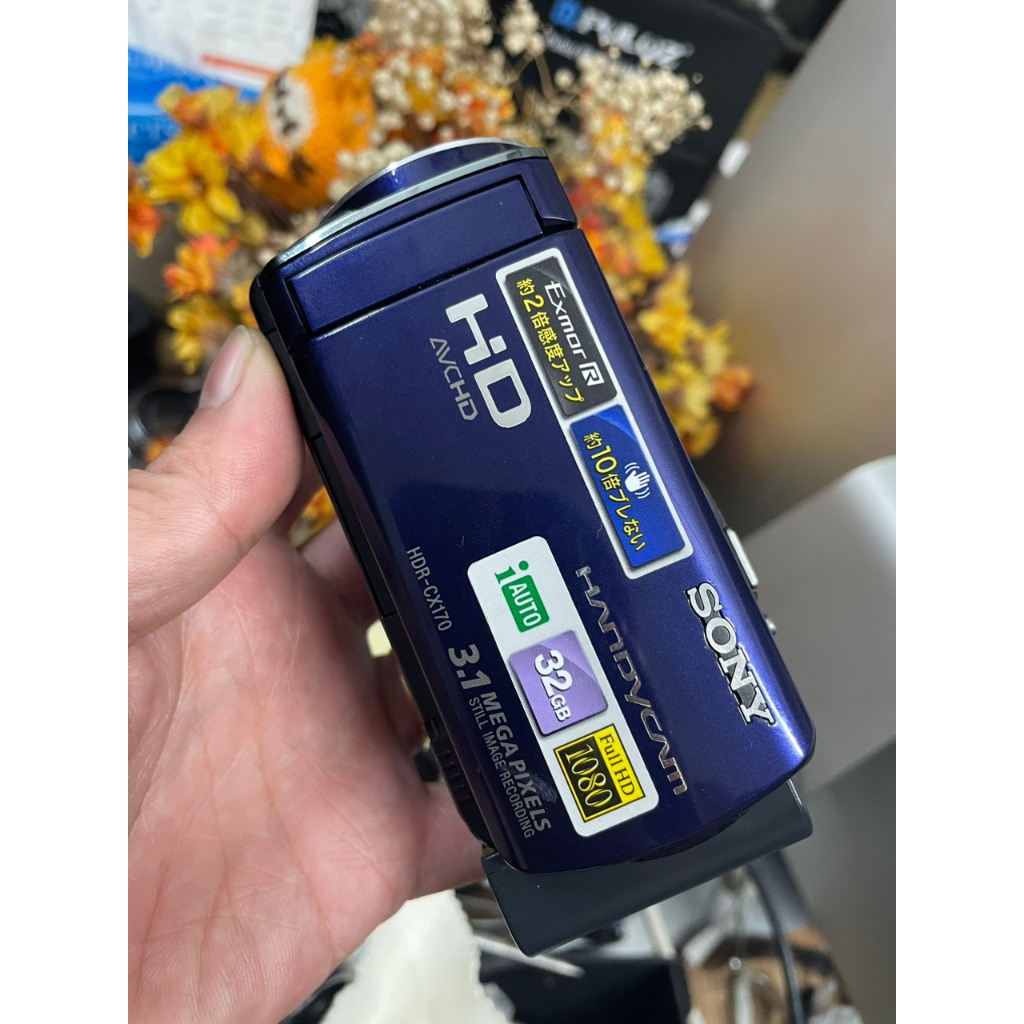 PULUZ
Exmor R
約2倍感度アップ
約10倍ブレない
HD
AVCHD
SONY
HANDYCAM
HDR-CX170
iAUTO
32GB
Full HD
1080
3.1 MEGA PIXELS
STILL IMAGE RECORDING